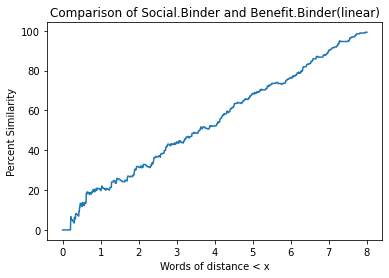 Comparison of Social.Binder and Benefit.Binder(linear)
100
80
60
40
20
0
Percent Similarity
0 1 2 3 4 5 6 7 8
Words of distance < x